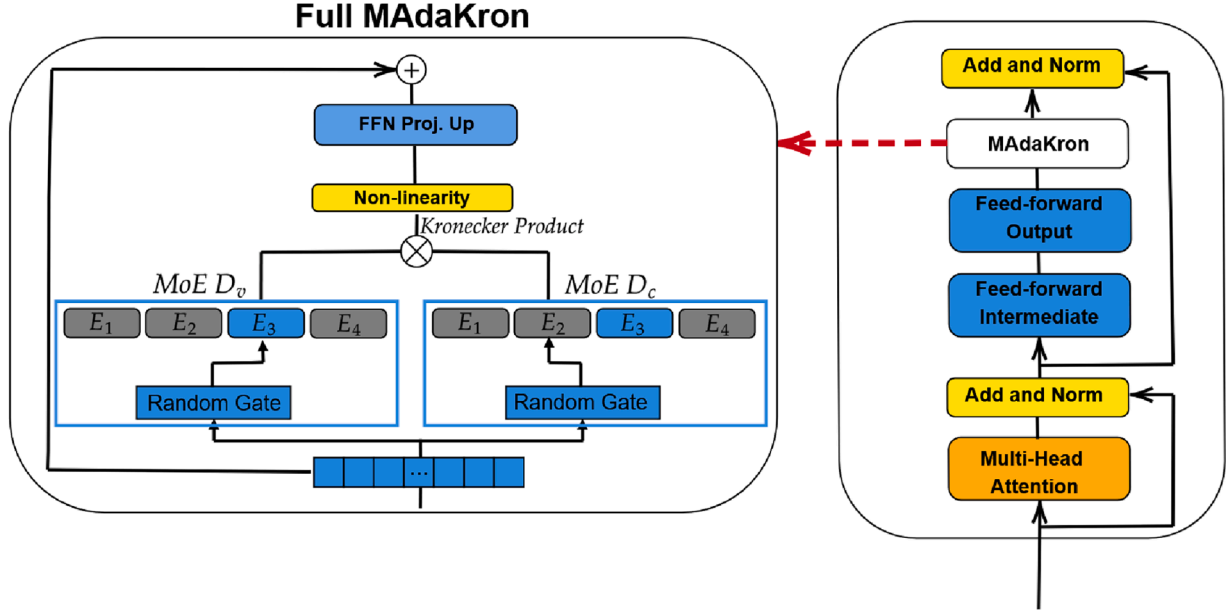 Full MAdaKron
+
FFN Proj. Up
Non-linearity
Kronecker Product
MoE D_v
E_1 E_2 E_3 E_4
Random Gate
MoE D_c
E_1 E_2 E_3 E_4
Random Gate
...
Add and Norm
MAdaKron
Feed-forward
Output
Feed-forward
Intermediate
Add and Norm
Multi-Head
Attention